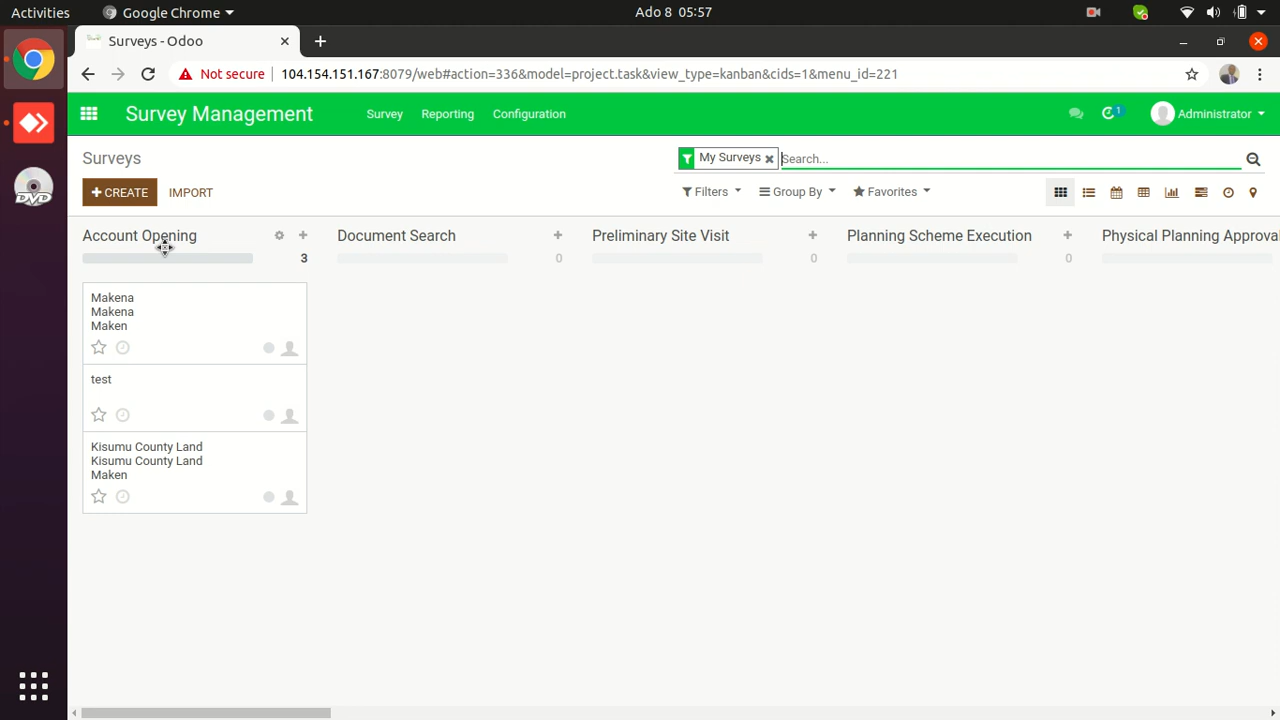 Activities
Google Chrome
Ado 8 05:57
Surveys - Odoo
Not secure
104.154.151.167:8079/web#action=336&model=project.task&view_type=kanban&cids=1&menu_id=221
Survey Management
Survey
Reporting
Configuration
1
Administrator
Surveys
My Surveys
Search...
CREATE
IMPORT
Filters
Group By
Favorites
Account Opening
3
Document Search
0
Preliminary Site Visit
0
Planning Scheme Execution
0
Physical Planning Approva
Makena
Makena
Maken
test
Kisumu County Land
Kisumu County Land
Maken
DVD